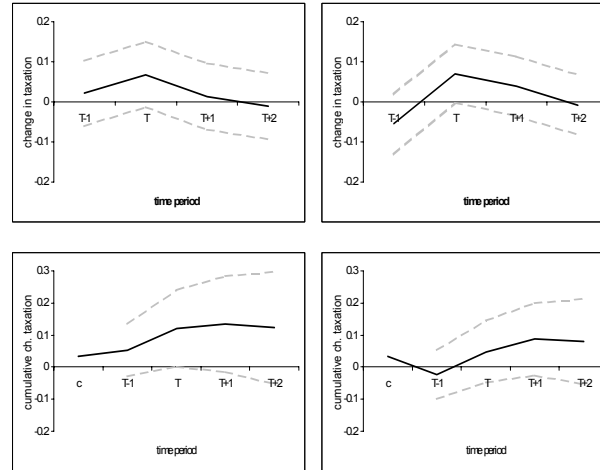 0.2
0.1
0
-0.1
-0.2
T-1
T
T+1
T+2
change in taxation
time period
0.2
0.1
0
-0.1
-0.2
T-1
T
T+1
T+2
change in taxation
time period
0.3
0.2
0.1
0
-0.1
-0.2
c
T-1
T
T+1
T+2
cumulative ch. taxation
time period
0.3
0.2
0.1
0
-0.1
-0.2
c
T-1
T
T+1
T+2
cumulative ch. taxation
time period